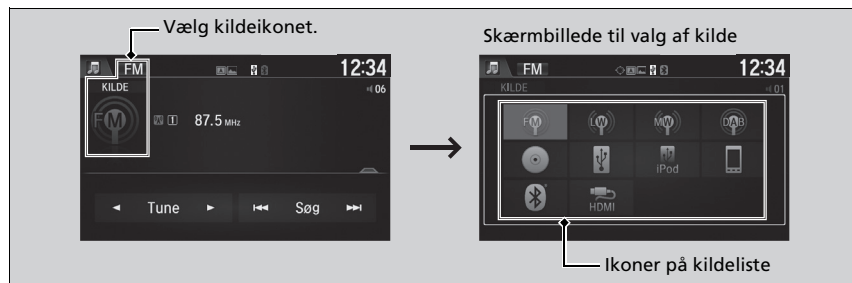 Vælg kildeikonet.
FM
12:34
KILDE
06
FM
1 87.5 MHz
Tune
Søg
Skærmbillede til valg af kilde
FM
12:34
KILDE
01
FM LW MW DAB
iPod
HDMI
Ikoner på kildeliste